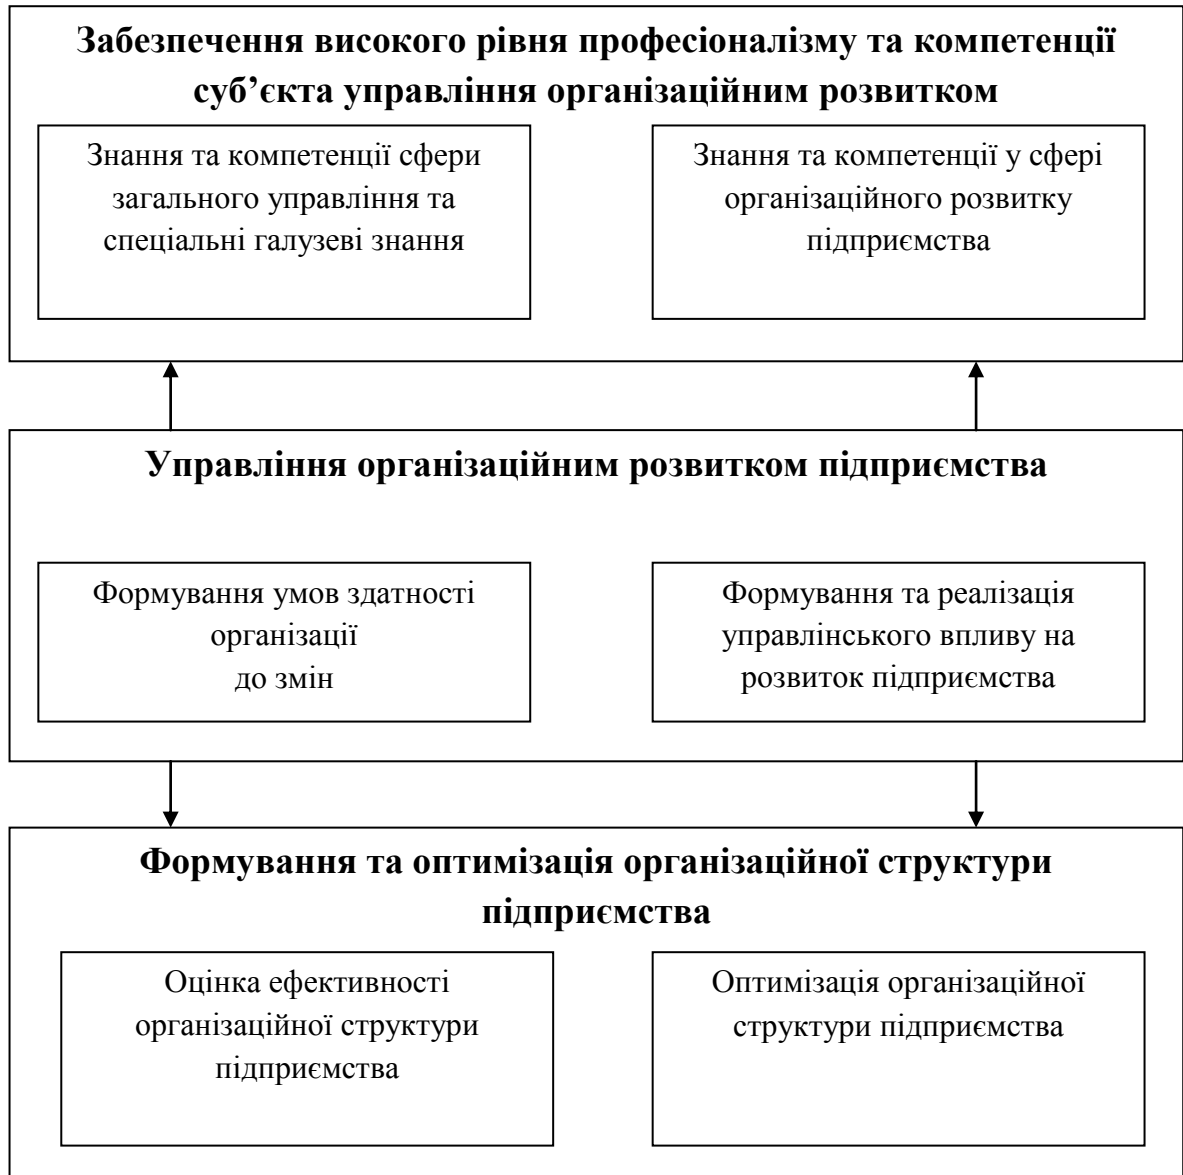 Забезпечення високого рівня професіоналізму та компетенції
суб’єкта управління організаційним розвитком
Знання та компетенції сфери
загального управління та
спеціальні галузеві знання
Знання та компетенції у сфері
організаційного розвитку
підприємства
Управління організаційним розвитком підприємства
Формування умов здатності
організації
до змін
Формування та реалізація
управлінського впливу на
розвиток підприємства
Формування та оптимізація організаційної структури
підприємства
Оцінка ефективності
організаційної структури
підприємства
Оптимізація організаційної
структури підприємства